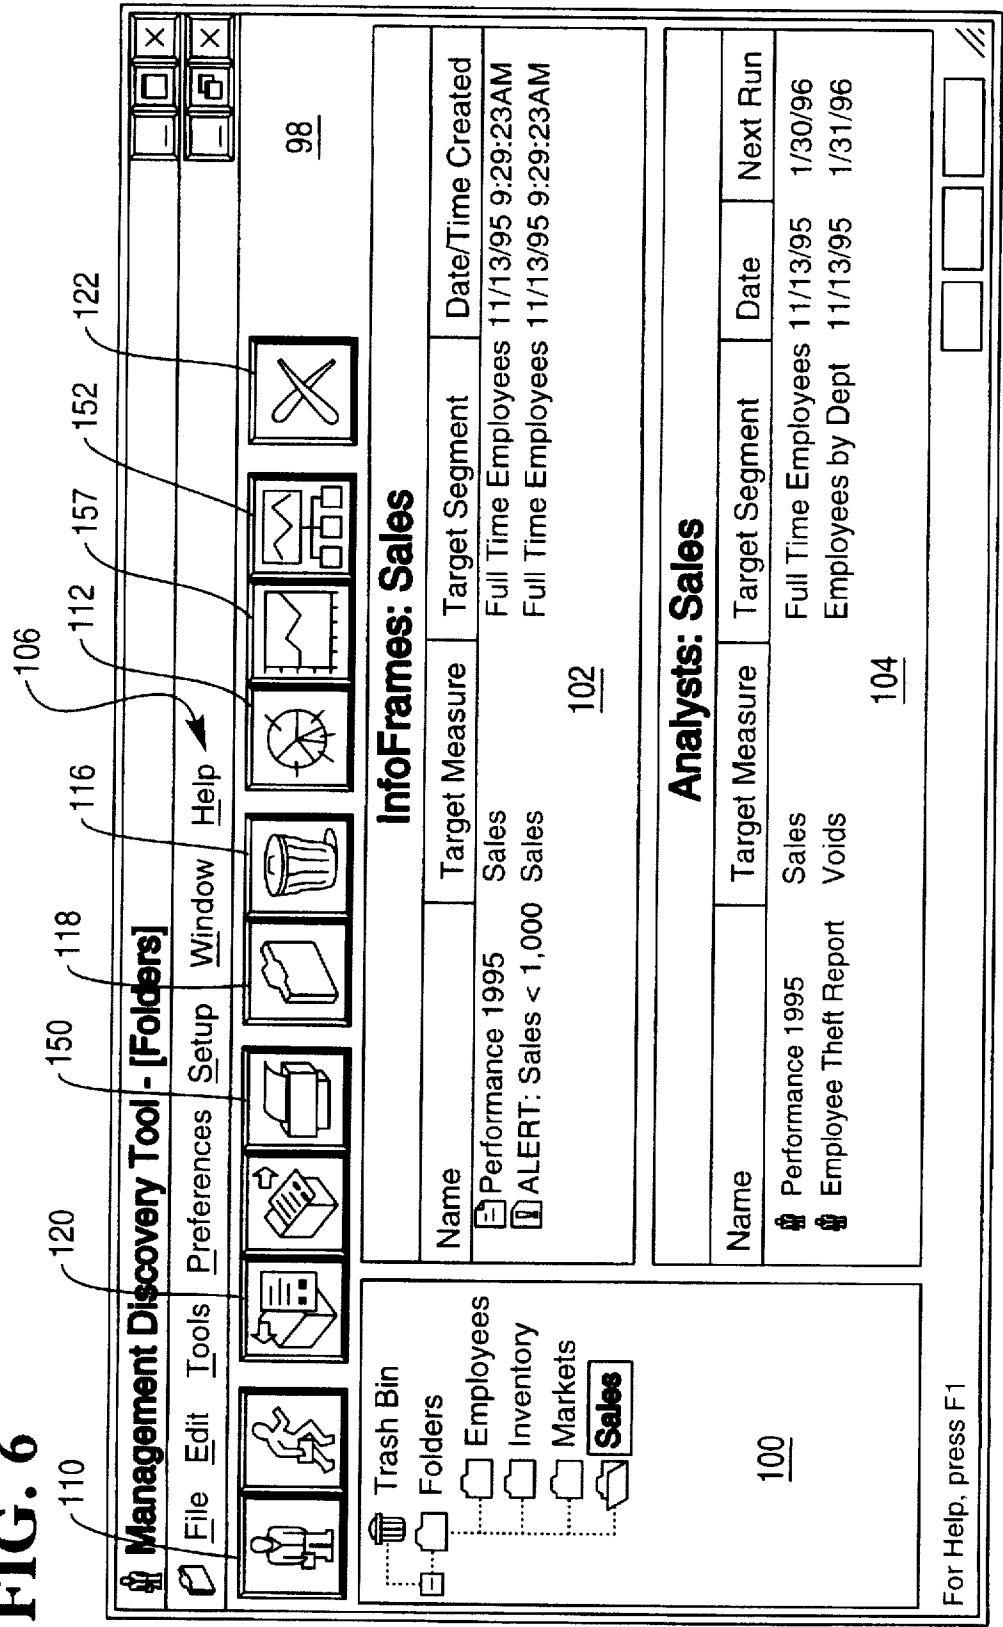 FIG. 6
110
120
150
118
116
106
112
157
152
122
Management Discovery Tool - [Folders]
File Edit Tools Preferences Setup Window Help
98
Trash Bin
Folders
Employees
Inventory
Markets
Sales
100
InfoFrames: Sales
Name Target Measure Target Segment Date/Time Created
Performance 1995 Sales Full Time Employees 11/13/95 9:29:23AM
ALERT: Sales < 1,000 Sales Full Time Employees 11/13/95 9:29:23AM
102
Analysts: Sales
Name Target Measure Target Segment Date Next Run
Performance 1995 Sales Full Time Employees 11/13/95 1/30/96
Employee Theft Report Voids Employees by Dept 11/13/95 1/31/96
104
For Help, press F1